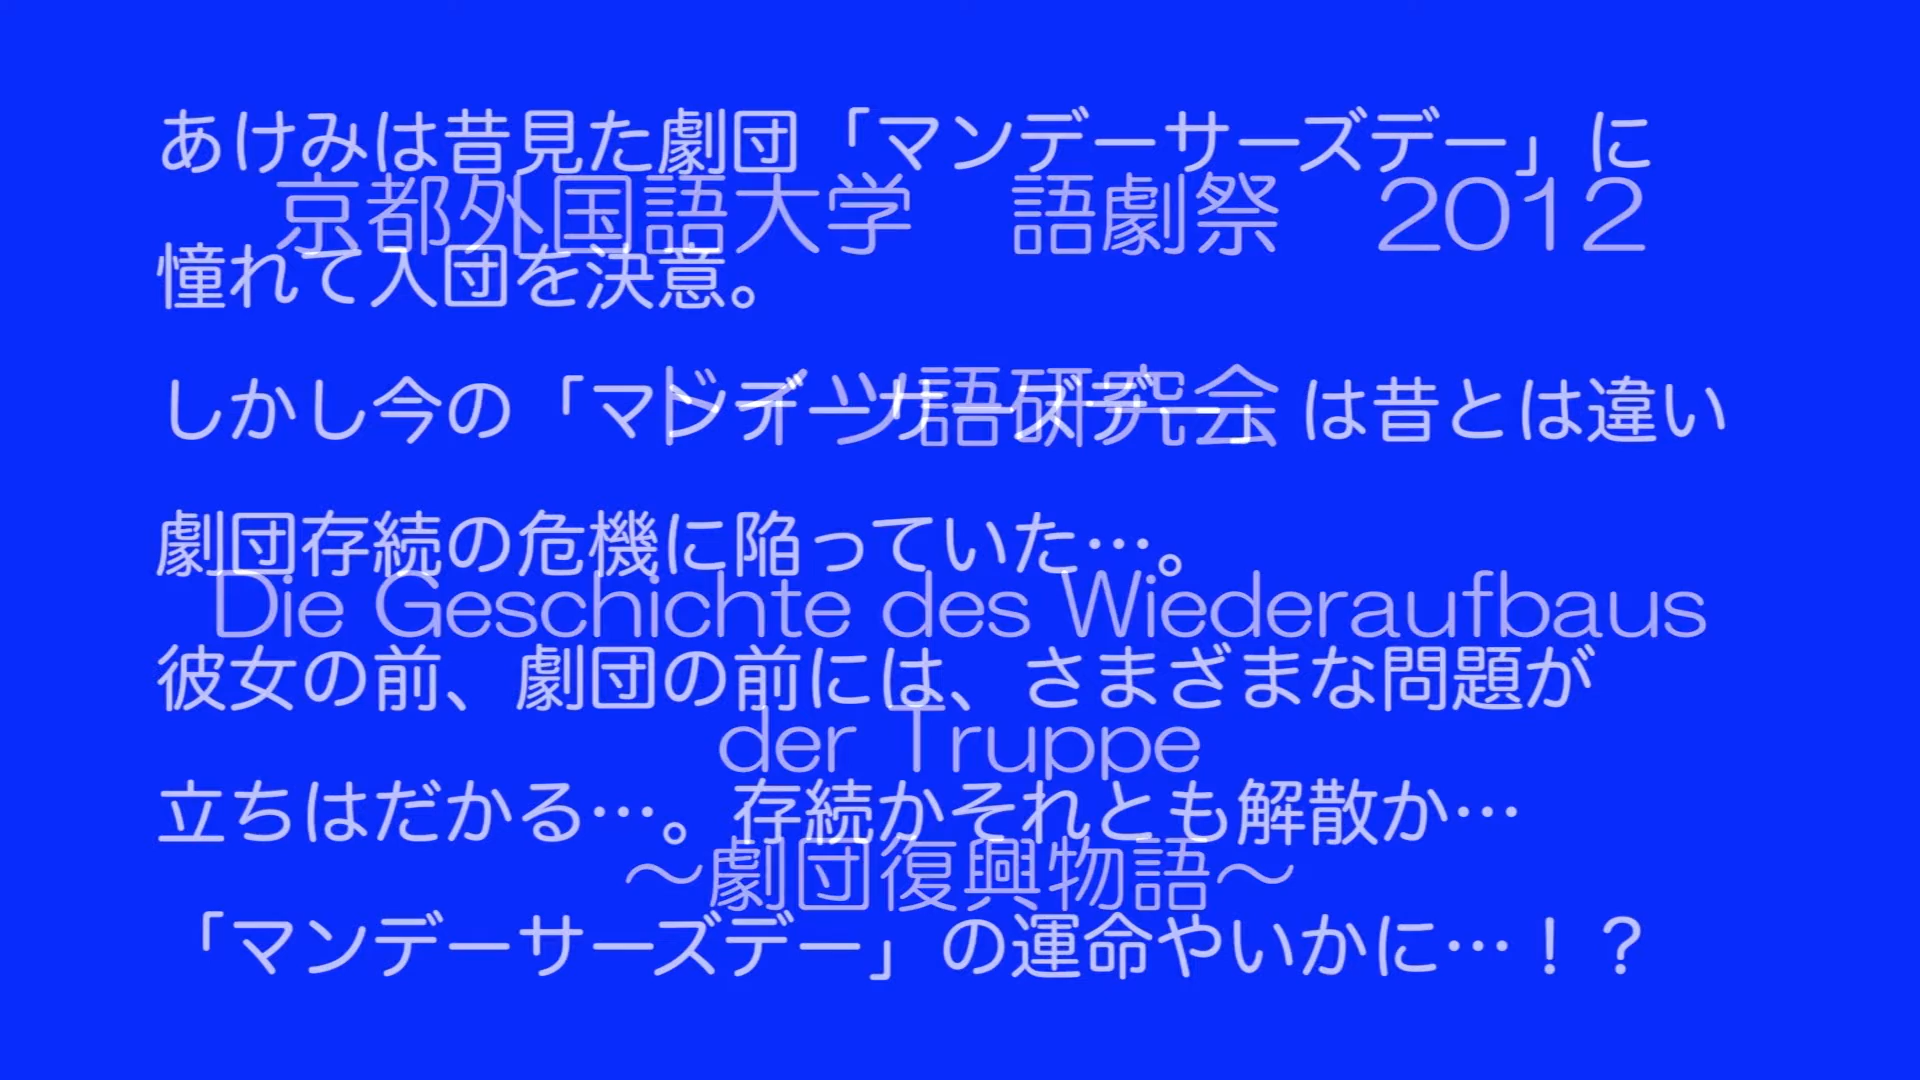 あけみは昔見た劇団「マンデーサーズデー」に
京都外国語大学　語劇祭　2012
憧れて入団を決意。
しかし今の「マンデーサーズデー」は昔とは違い
ドイツ語研究会
劇団存続の危機に陥っていた…。
Die Geschichte des Wiederaufbaus
彼女の前、劇団の前には、さまざまな問題が
der Truppe
立ちはだかる…。存続かそれとも解散か…
～劇団復興物語～
「マンデーサーズデー」の運命やいかに…！？